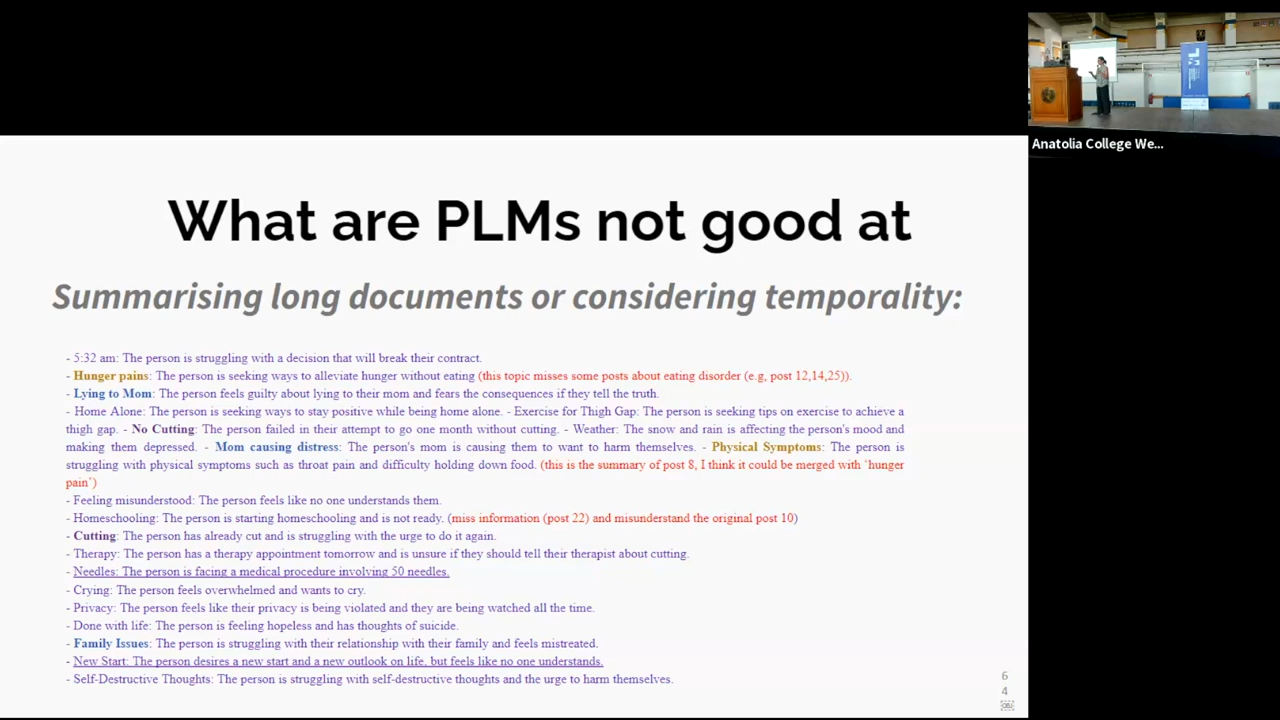 Anatolia College We...
What are PLMs not good at
Summarising long documents or considering temporality:
- 5:32 am: The person is struggling with a decision that will break their contract.
- Hunger pains: The person is seeking ways to alleviate hunger without eating (this topic misses some posts about eating disorder (e.g, post 12,14,25)).
- Lying to Mom: The person feels guilty about lying to their mom and fears the consequences if they tell the truth.
- Home Alone: The person is seeking ways to stay positive while being home alone. - Exercise for Thigh Gap: The person is seeking tips on exercise to achieve a
thigh gap. - No Cutting: The person failed in their attempt to go one month without cutting. - Weather: The snow and rain is affecting the person's mood and
making them depressed. - Mom causing distress: The person's mom is causing them to want to harm themselves. - Physical Symptoms: The person is
struggling with physical symptoms such as throat pain and difficulty holding down food. (this is the summary of post 8, I think it could be merged with ‘hunger
pain’)
- Feeling misunderstood: The person feels like no one understands them.
- Homeschooling: The person is starting homeschooling and is not ready. (miss information (post 22) and misunderstand the original post 10)
- Cutting: The person has already cut and is struggling with the urge to do it again.
- Therapy: The person has a therapy appointment tomorrow and is unsure if they should tell their therapist about cutting.
- Needles: The person is facing a medical procedure involving 50 needles.
- Crying: The person feels overwhelmed and wants to cry.
- Privacy: The person feels like their privacy is being violated and they are being watched all the time.
- Done with life: The person is feeling hopeless and has thoughts of suicide.
- Family Issues: The person is struggling with their relationship with their family and feels mistreated.
- New Start: The person desires a new start and a new outlook on life, but feels like no one understands.
- Self-Destructive Thoughts: The person is struggling with self-destructive thoughts and the urge to harm themselves.
6
4
OBJ